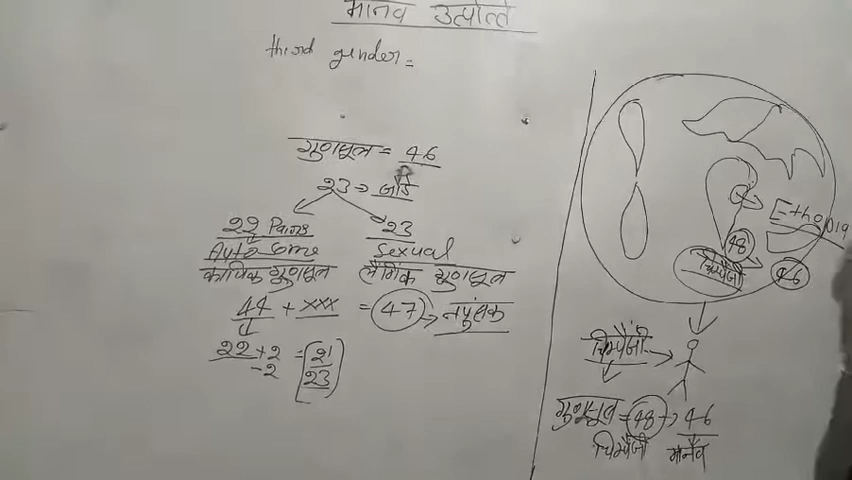 मानव उत्पत्ति
third gender =
गुणसूत्र = 46
23 → जोड़े
22 Pairs 23
Autosome Sexual
कायिक गुणसूत्र लैंगिक गुणसूत्र
44 + xxx = 47 → नपुंसक
22 + 2 = 21
- 2 23
Ethopia
48
चिम्पैंजी 46
चिम्पैंजी →
गुणसूत्र = 48 → 46
चिम्पैंजी मानव